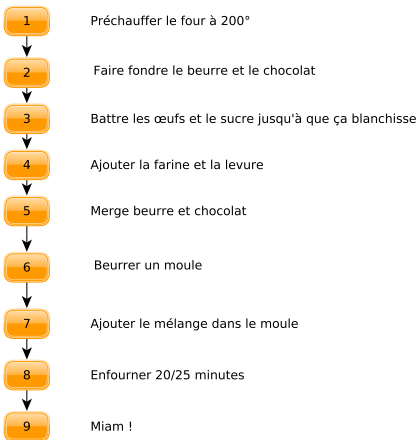 1 Préchauffer le four à 200°
2 Faire fondre le beurre et le chocolat
3 Battre les œufs et le sucre jusqu'à que ça blanchisse
4 Ajouter la farine et la levure
5 Merge beurre et chocolat
6 Beurrer un moule
7 Ajouter le mélange dans le moule
8 Enfourner 20/25 minutes
9 Miam !